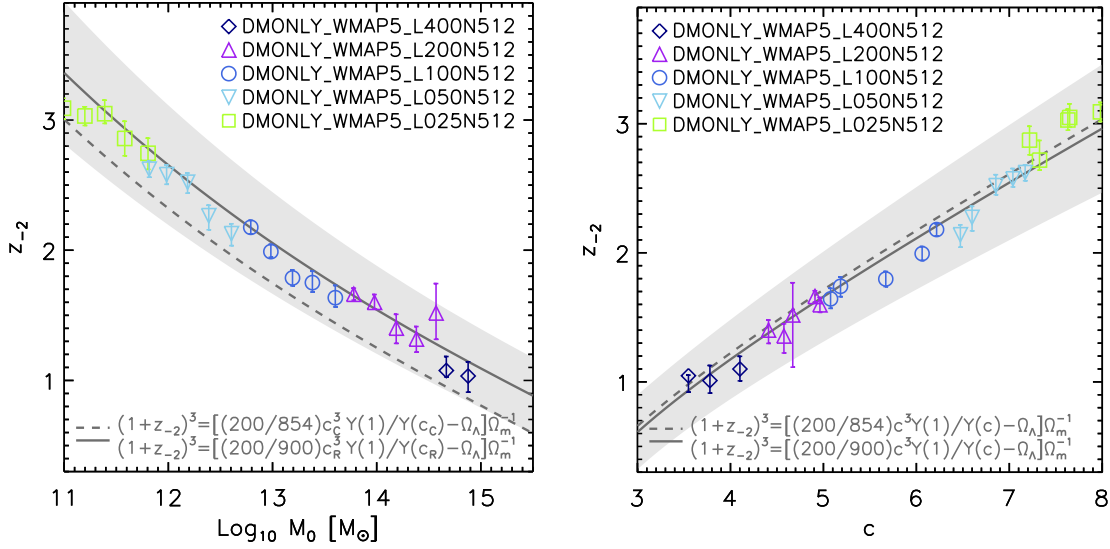 DMONLY_WMAP5_L400N512
DMONLY_WMAP5_L200N512
DMONLY_WMAP5_L100N512
DMONLY_WMAP5_L050N512
DMONLY_WMAP5_L025N512
3
2
1
z₋₂
(1+z₋₂)³=[(200/854)c_C³ Y(1)/Y(c_C)−Ω_Λ]Ω_m⁻¹
(1+z₋₂)³=[(200/900)c_R³ Y(1)/Y(c_R)−Ω_Λ]Ω_m⁻¹
11 12 13 14 15
Log₁₀ M₀ [M☉]
DMONLY_WMAP5_L400N512
DMONLY_WMAP5_L200N512
DMONLY_WMAP5_L100N512
DMONLY_WMAP5_L050N512
DMONLY_WMAP5_L025N512
3
2
1
z₋₂
(1+z₋₂)³=[(200/854)c³Y(1)/Y(c)−Ω_Λ]Ω_m⁻¹
(1+z₋₂)³=[(200/900)c³Y(1)/Y(c)−Ω_Λ]Ω_m⁻¹
3 4 5 6 7 8
c